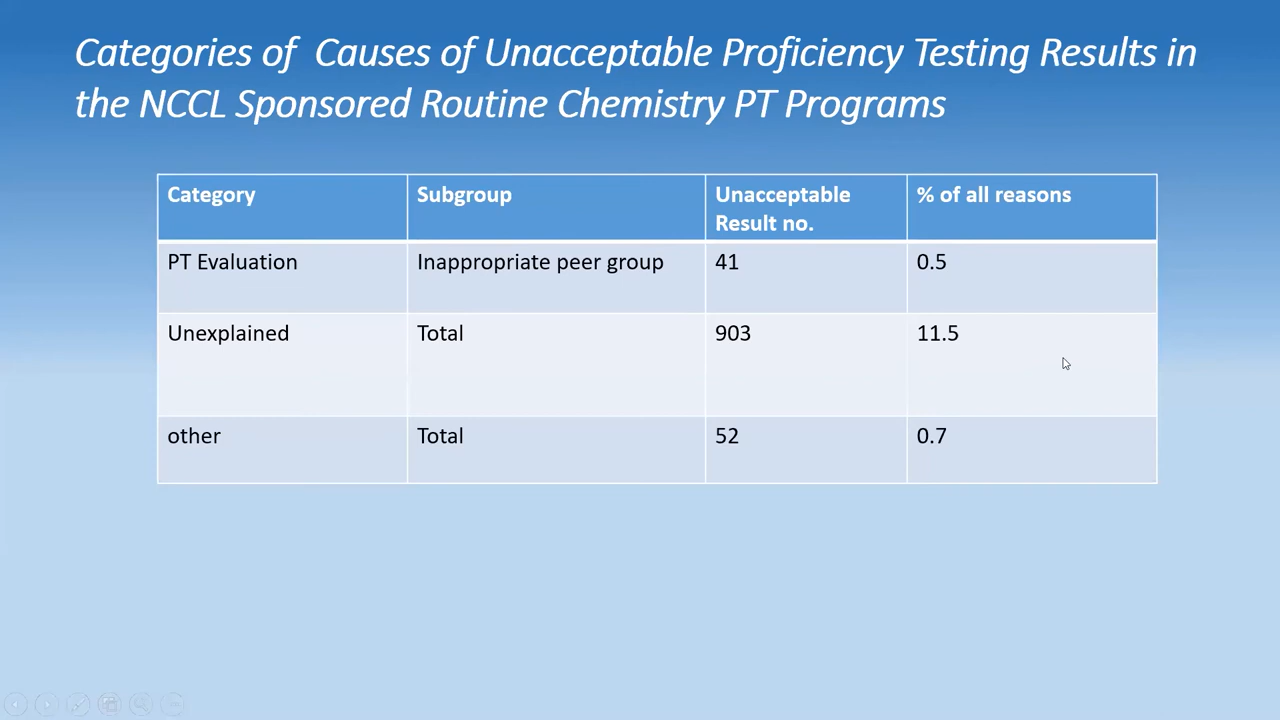 Categories of  Causes of Unacceptable Proficiency Testing Results in
the NCCL Sponsored Routine Chemistry PT Programs
Category Subgroup Unacceptable Result no. % of all reasons
PT Evaluation Inappropriate peer group 41 0.5
Unexplained Total 903 11.5
other Total 52 0.7